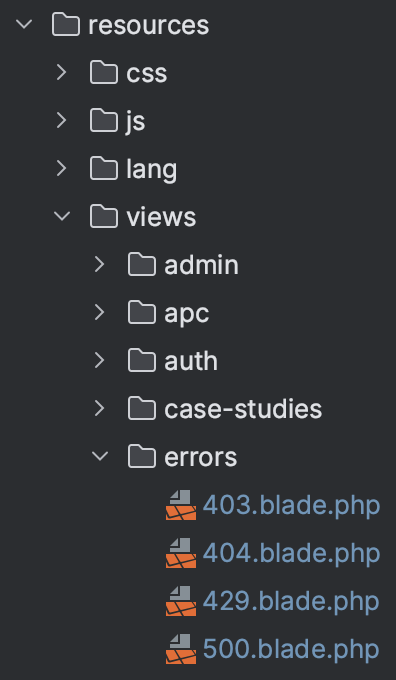 resources
css
js
lang
views
admin
apc
auth
case-studies
errors
403.blade.php
404.blade.php
429.blade.php
500.blade.php